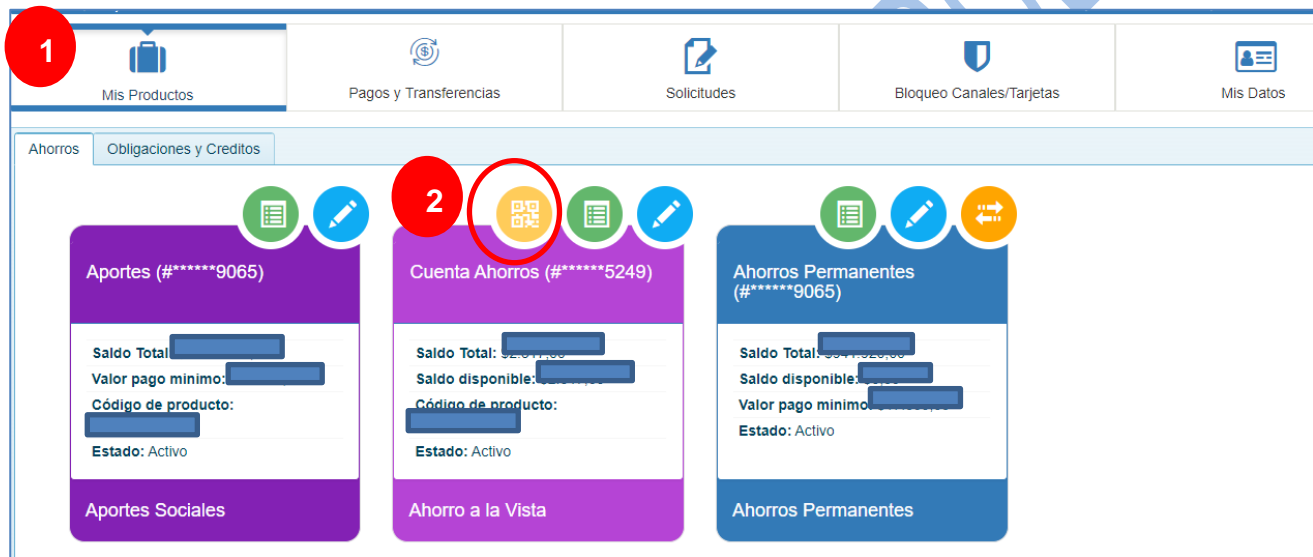 1
Mis Productos
Pagos y Transferencias
Solicitudes
Bloqueo Canales/Tarjetas
Mis Datos
Ahorros
Obligaciones y Creditos
2
Aportes (#******9065)
Saldo Total
Valor pago minimo:
Código de producto:
Estado: Activo
Aportes Sociales
Cuenta Ahorros (#******5249)
Saldo Total:
Saldo disponible:
Código de producto:
Estado: Activo
Ahorro a la Vista
Ahorros Permanentes
(#******9065)
Saldo Total:
Saldo disponible:
Valor pago minimo:
Estado: Activo
Ahorros Permanentes